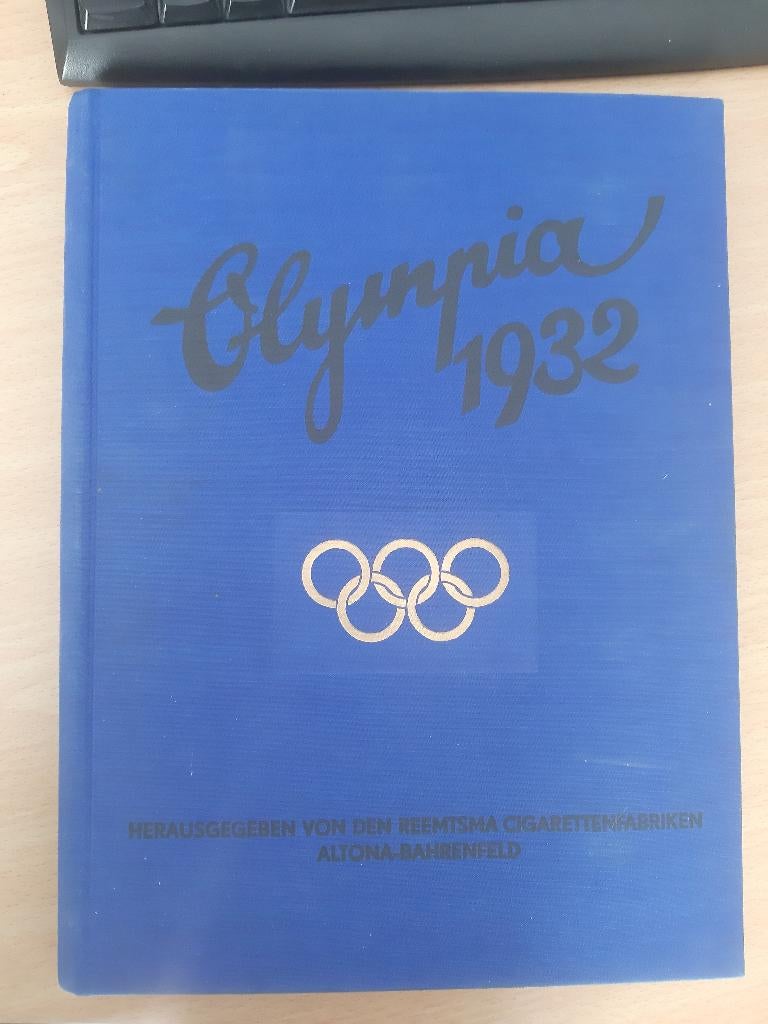 Olympia
1932
HERAUSGEGEBEN VON DEN REEMTSMA CIGARETTENFABRIKEN
ALTONA-BAHRENFELD